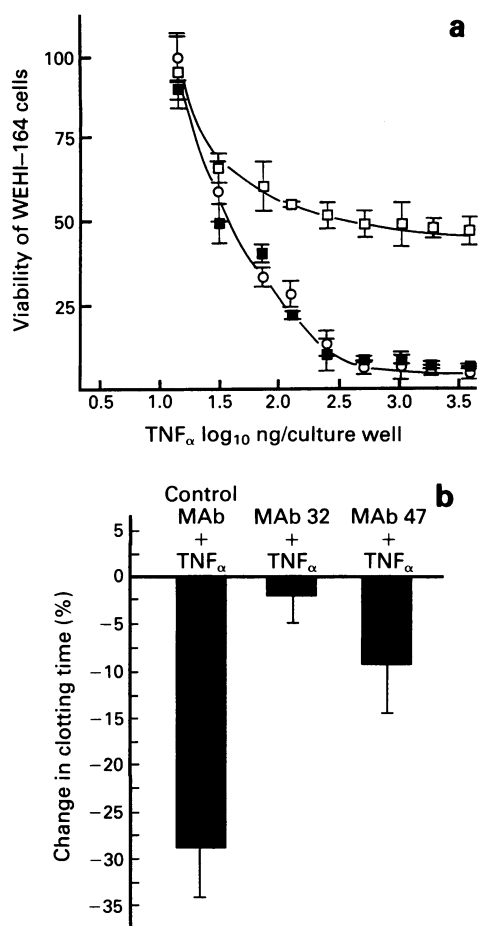 a
Viability of WEHI–164 cells
100
75
50
25
0.5 1.0 1.5 2.0 2.5 3.0 3.5
TNFα log₁₀ ng/culture well
b
Control
MAb MAb 32 MAb 47
+ + +
TNFα TNFα TNFα
Change in clotting time (%)
5
0
−5
−10
−15
−20
−25
−30
−35